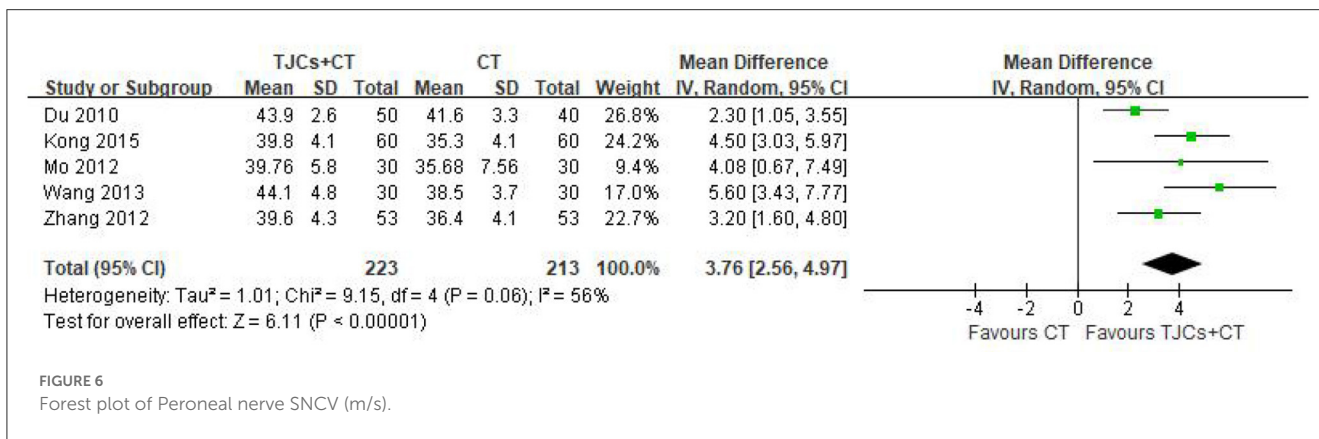 TJCs+CT CT Mean Difference Mean Difference
Study or Subgroup Mean SD Total Mean SD Total Weight IV, Random, 95% CI IV, Random, 95% CI
Du 2010 43.9 2.6 50 41.6 3.3 40 26.8% 2.30 [1.05, 3.55]
Kong 2015 39.8 4.1 60 35.3 4.1 60 24.2% 4.50 [3.03, 5.97]
Mo 2012 39.76 5.8 30 35.68 7.56 30 9.4% 4.08 [0.67, 7.49]
Wang 2013 44.1 4.8 30 38.5 3.7 30 17.0% 5.60 [3.43, 7.77]
Zhang 2012 39.6 4.3 53 36.4 4.1 53 22.7% 3.20 [1.60, 4.80]
Total (95% CI) 223 213 100.0% 3.76 [2.56, 4.97]
Heterogeneity: Tau² = 1.01; Chi² = 9.15, df = 4 (P = 0.06); I² = 56%
Test for overall effect: Z = 6.11 (P < 0.00001)
-4 -2 0 2 4
Favours CT Favours TJCs+CT
FIGURE 6
Forest plot of Peroneal nerve SNCV (m/s).